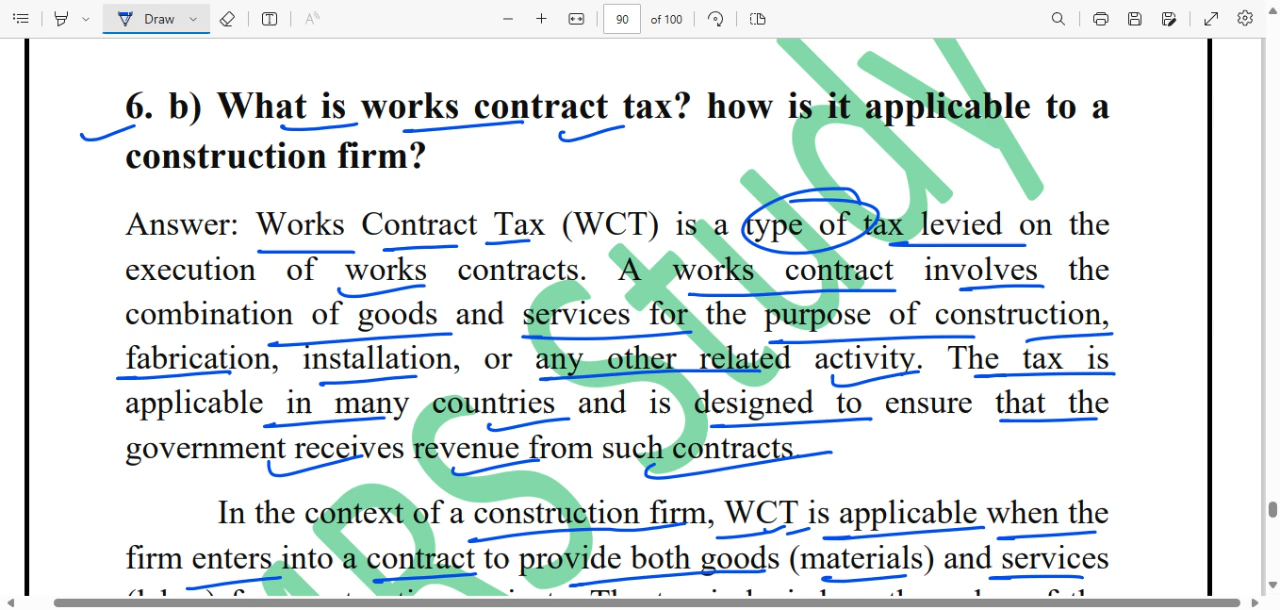 Draw
90 of 100
6. b) What is works contract tax? how is it applicable to a
construction firm?
Answer: Works Contract Tax (WCT) is a type of tax levied on the
execution of works contracts. A works contract involves the
combination of goods and services for the purpose of construction,
fabrication, installation, or any other related activity. The tax is
applicable in many countries and is designed to ensure that the
government receives revenue from such contracts.
In the context of a construction firm, WCT is applicable when the
firm enters into a contract to provide both goods (materials) and services
RS Study